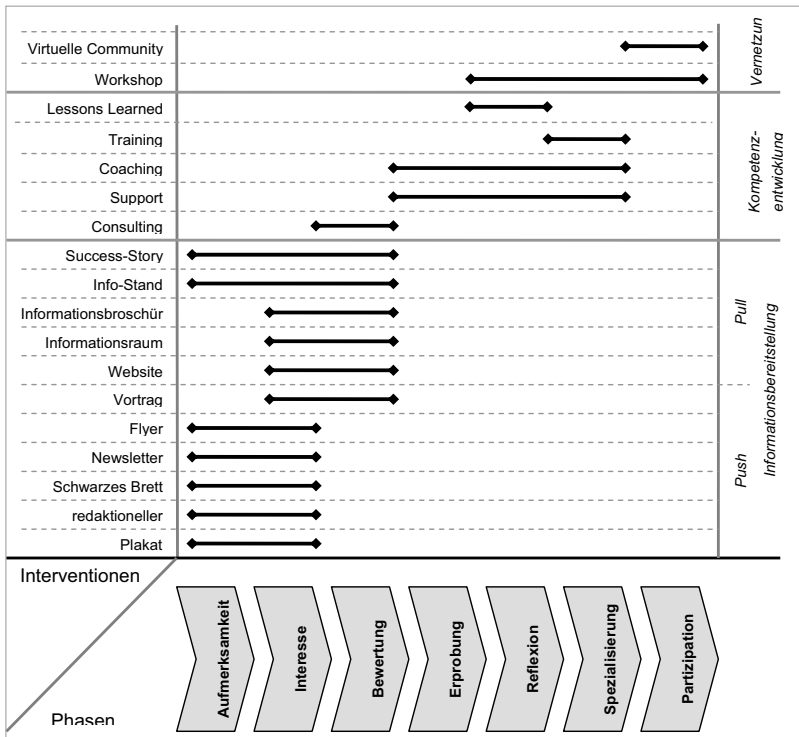 Virtuelle Community
Workshop
Lessons Learned
Training
Coaching
Support
Consulting
Success-Story
Info-Stand
Informationsbroschür
Informationsraum
Website
Vortrag
Flyer
Newsletter
Schwarzes Brett
redaktioneller
Plakat
Vernetzun
Kompetenz-
entwicklung
Pull
Push
Informationsbereitstellung
Interventionen
Phasen
Aufmerksamkeit
Interesse
Bewertung
Erprobung
Reflexion
Spezialisierung
Partizipation